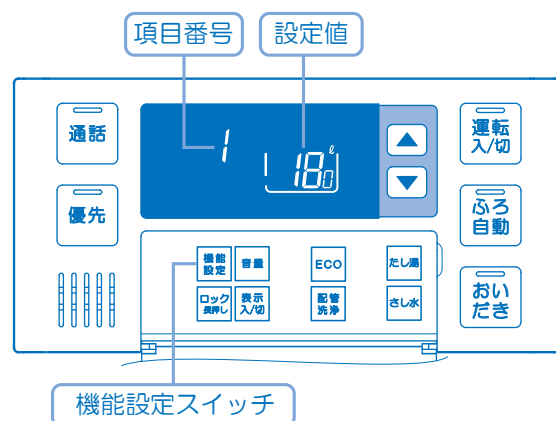 項目番号
設定値
通話
1
180
ℓ
▲
運転
入/切
優先
▼
ふろ
自動
機能
設定
音量
ECO
たし湯
ロック
長押し
表示
入/切
配管
洗浄
さし水
おい
だき
機能設定スイッチ